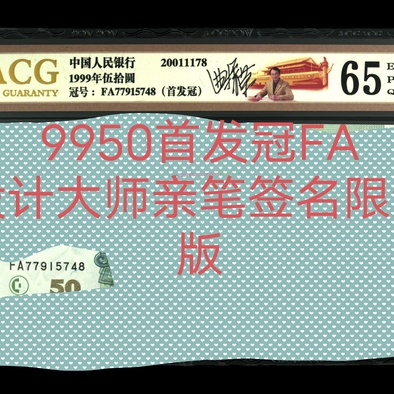 ACG
GUARANTY
中国人民银行 20011178
1999年伍拾圆
冠号：FA77915748（首发冠）
65 E
P
Q
9950首发冠FA
设计大师亲笔签名限
版
FA77915748
50